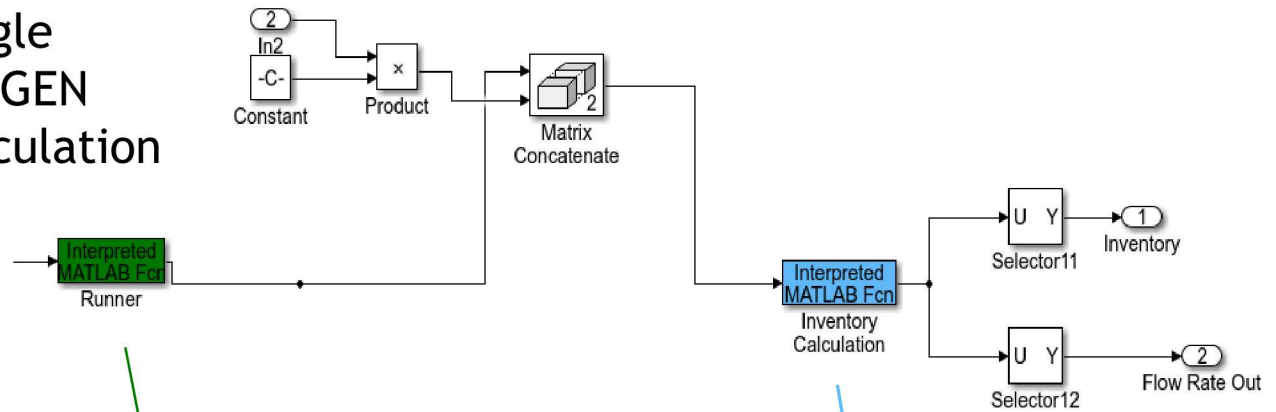 gle
GEN
culation
2
In2
-C-
Constant
×
Product
2
Matrix
Concatenate
Interpreted
MATLAB Fcn
Runner
Interpreted
MATLAB Fcn
Inventory
Calculation
U Y
Selector11
1
Inventory
U Y
Selector12
2
Flow Rate Out